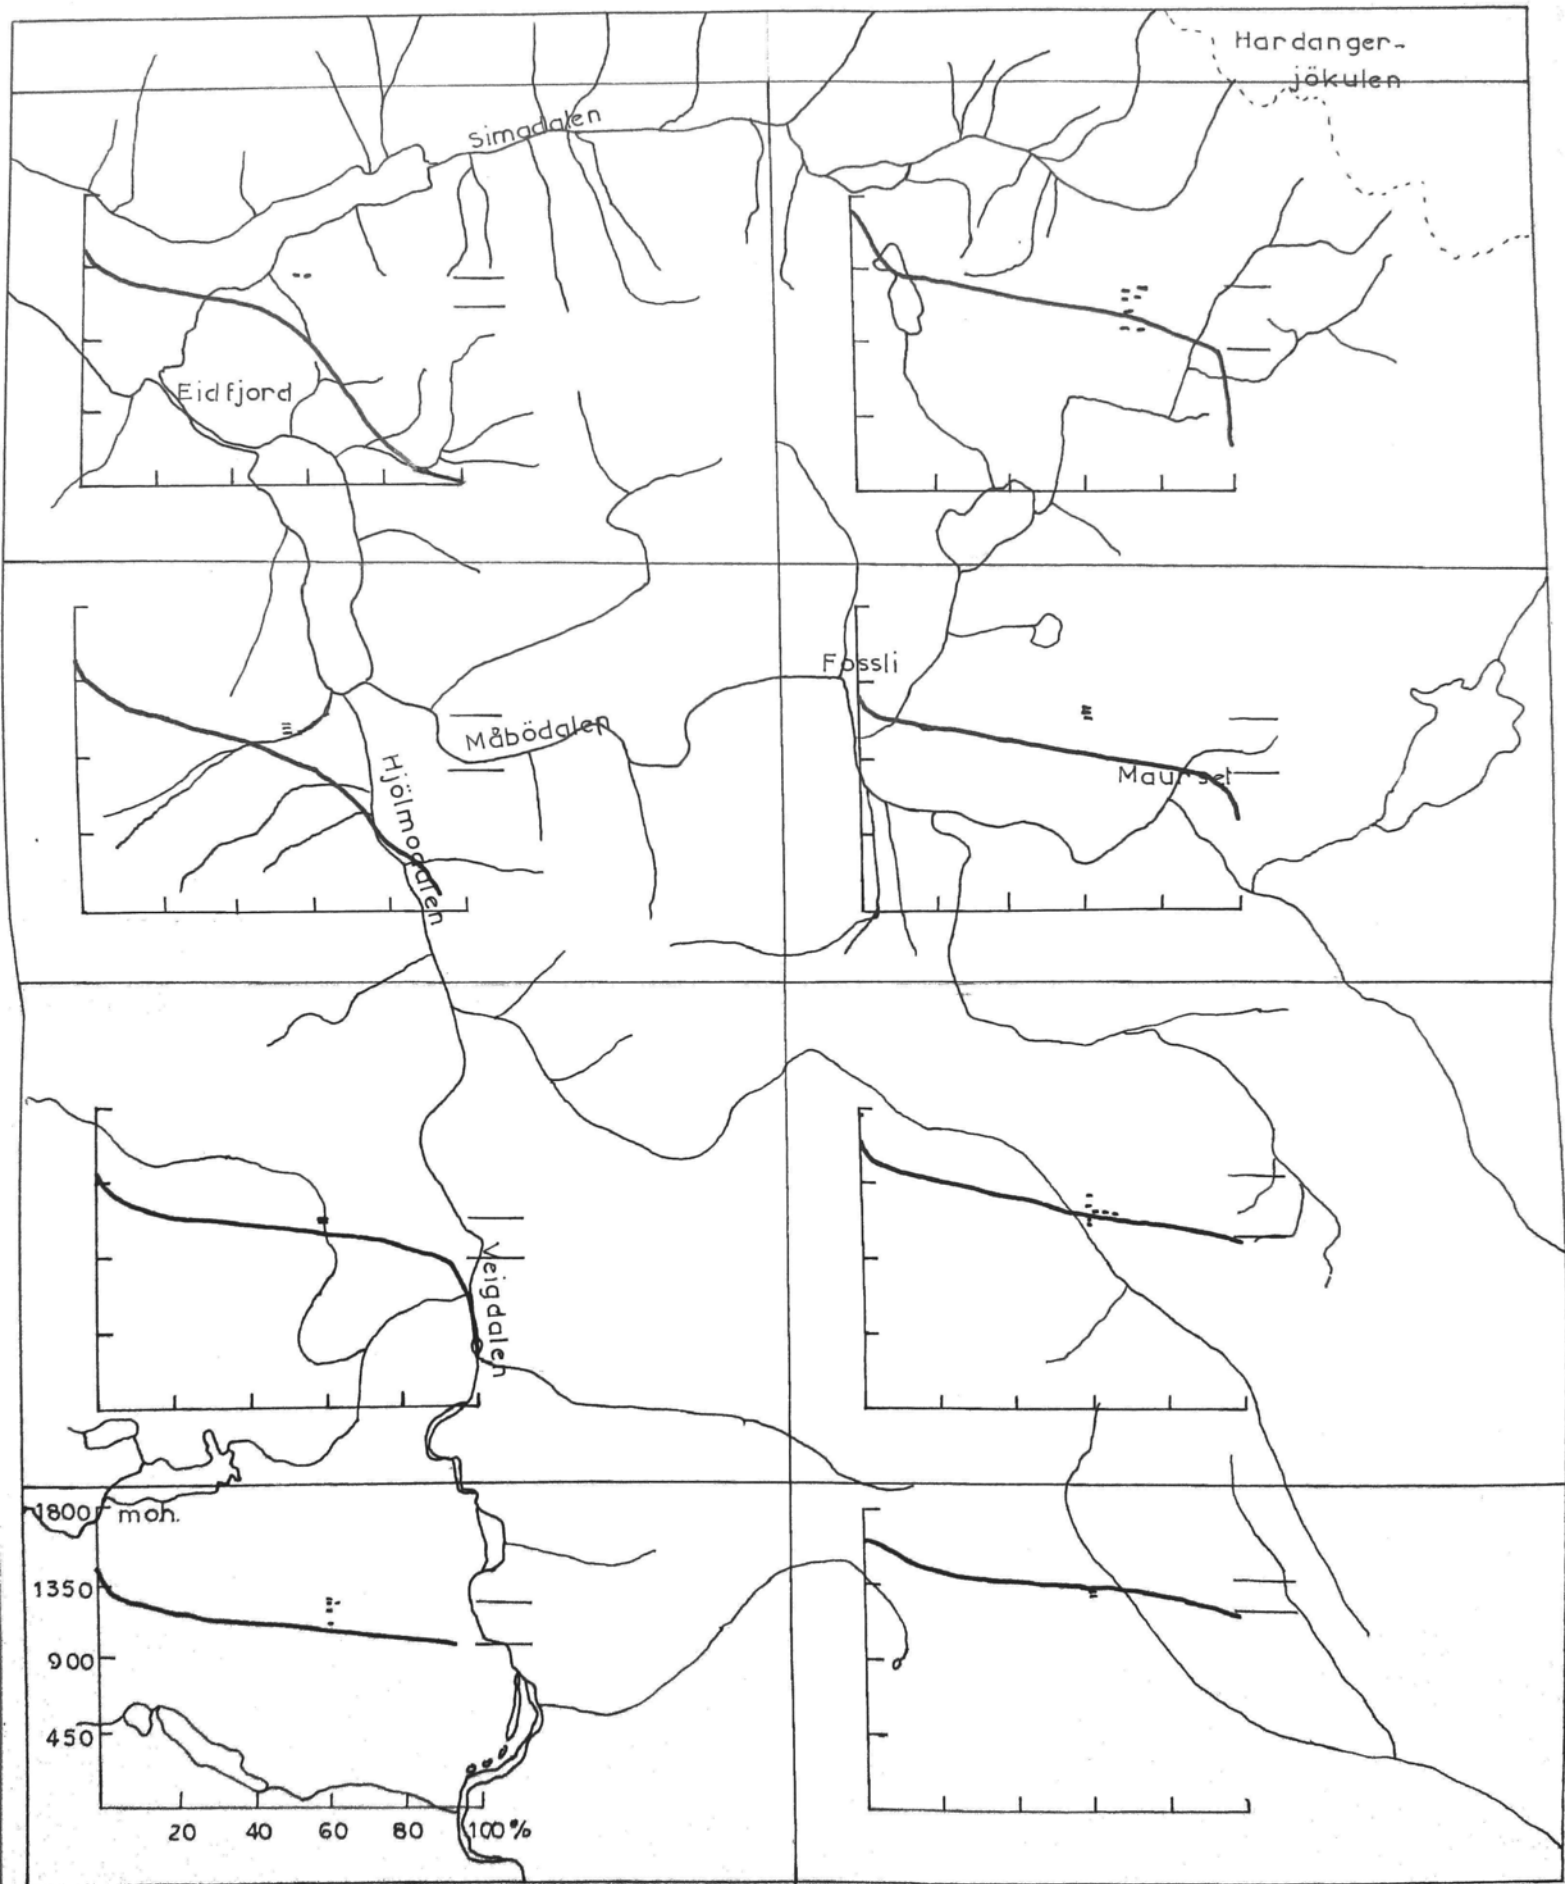 Hardanger-
jökulen
Simadalen
Eidfjord
Fossli
Måbödalen
Hjölmodalen
Maurset
Veigdalen
1800 moh.
1350
900
450
20 40 60 80 100%